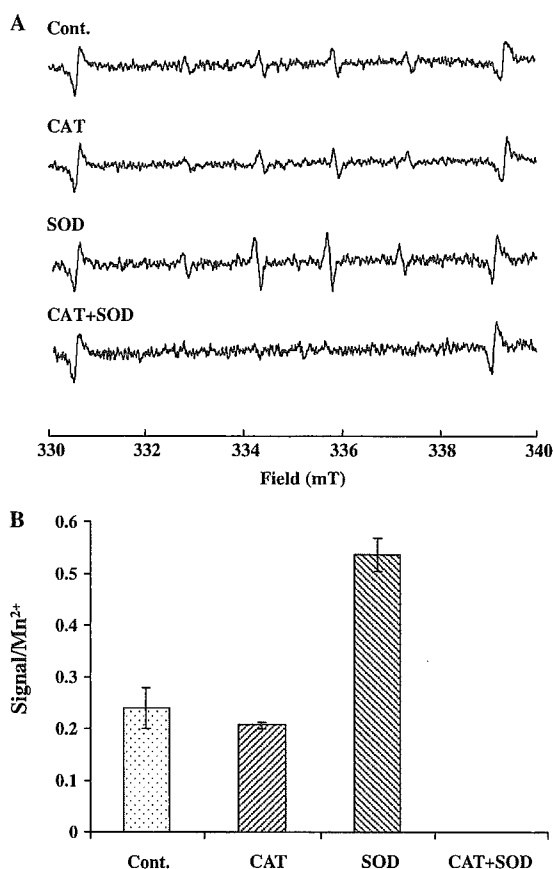 A
Cont.
CAT
SOD
CAT+SOD
330 332 334 336 338 340
Field (mT)
B
0.6
0.5
0.4
0.3
0.2
0.1
0
Signal/Mn²⁺
Cont. CAT SOD CAT+SOD